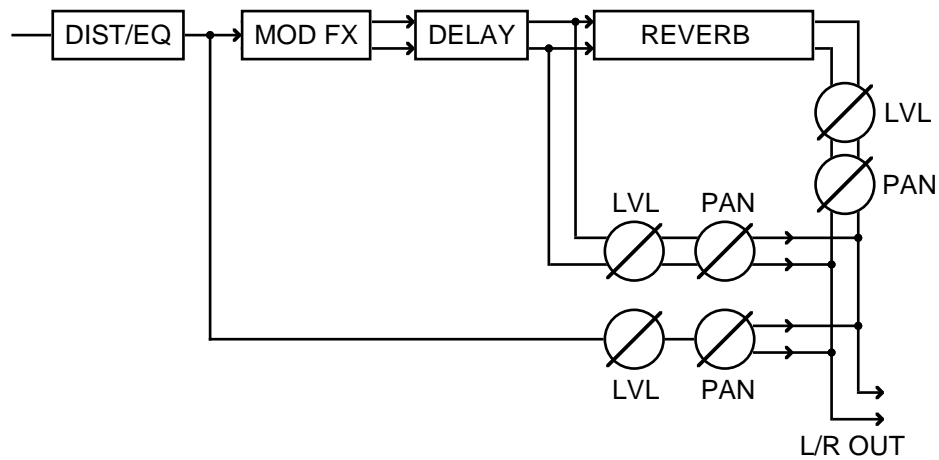 DIST/EQ
MOD FX
DELAY
REVERB
LVL
PAN
LVL
PAN
LVL
PAN
L/R OUT